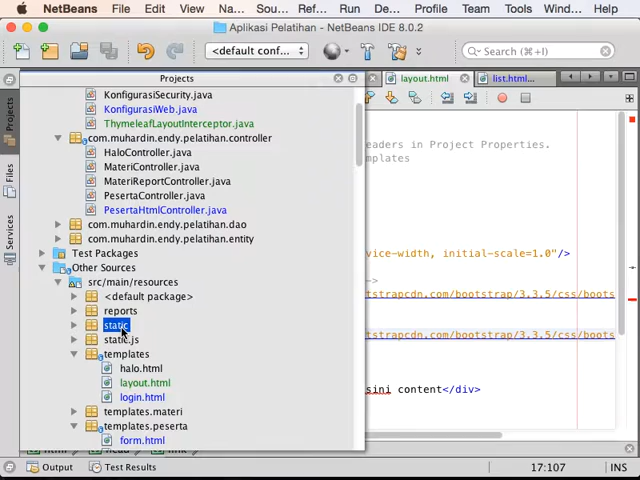 NetBeans File Edit View Na... So... Re... Run De... Pr... Team Tools Wind... Help
Aplikasi Pelatihan - NetBeans IDE 8.0.2
<default conf...
Search (⌘+I)
Projects
layout.html
list.html...
KonfigurasiSecurity.java
KonfigurasiWeb.java
ThymeleafLayoutInterceptor.java
com.muhardin.endy.pelatihan.controller
eaders in Project Properties.
HaloController.java
mplates
MateriController.java
MateriReportController.java
PesertaController.java
PesertaHtmlController.java
com.muhardin.endy.pelatihan.dao
com.muhardin.endy.pelatihan.entity
Test Packages
vice-width, initial-scale=1.0"/>
Other Sources
src/main/resources
->
<default package>
strapcdn.com/bootstrap/3.3.5/css/boots
reports
static
static.js
strapcdn.com/bootstrap/3.3.5/css/boots
templates
halo.html
layout.html
sini content</div>
login.html
templates.materi
templates.peserta
form.html
Projects
Files
Services
Output
Test Results
17:107
INS